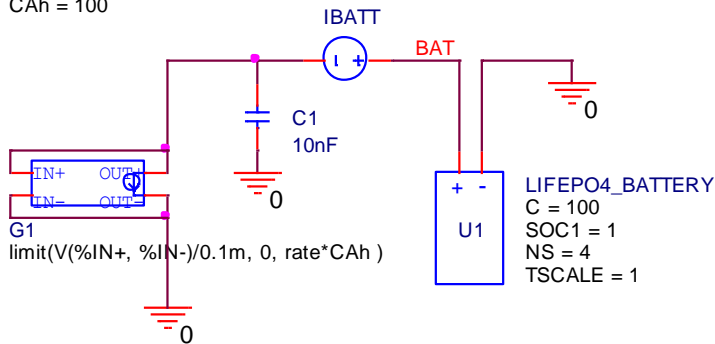 CAh = 100
IBATT
BAT
+
C1
10nF
0
0
IN+ OUT+
IN- OUT-
0
G1
limit(V(%IN+, %IN-)/0.1m, 0, rate*CAh )
0
+ -
U1
LIFEPO4_BATTERY
C = 100
SOC1 = 1
NS = 4
TSCALE = 1